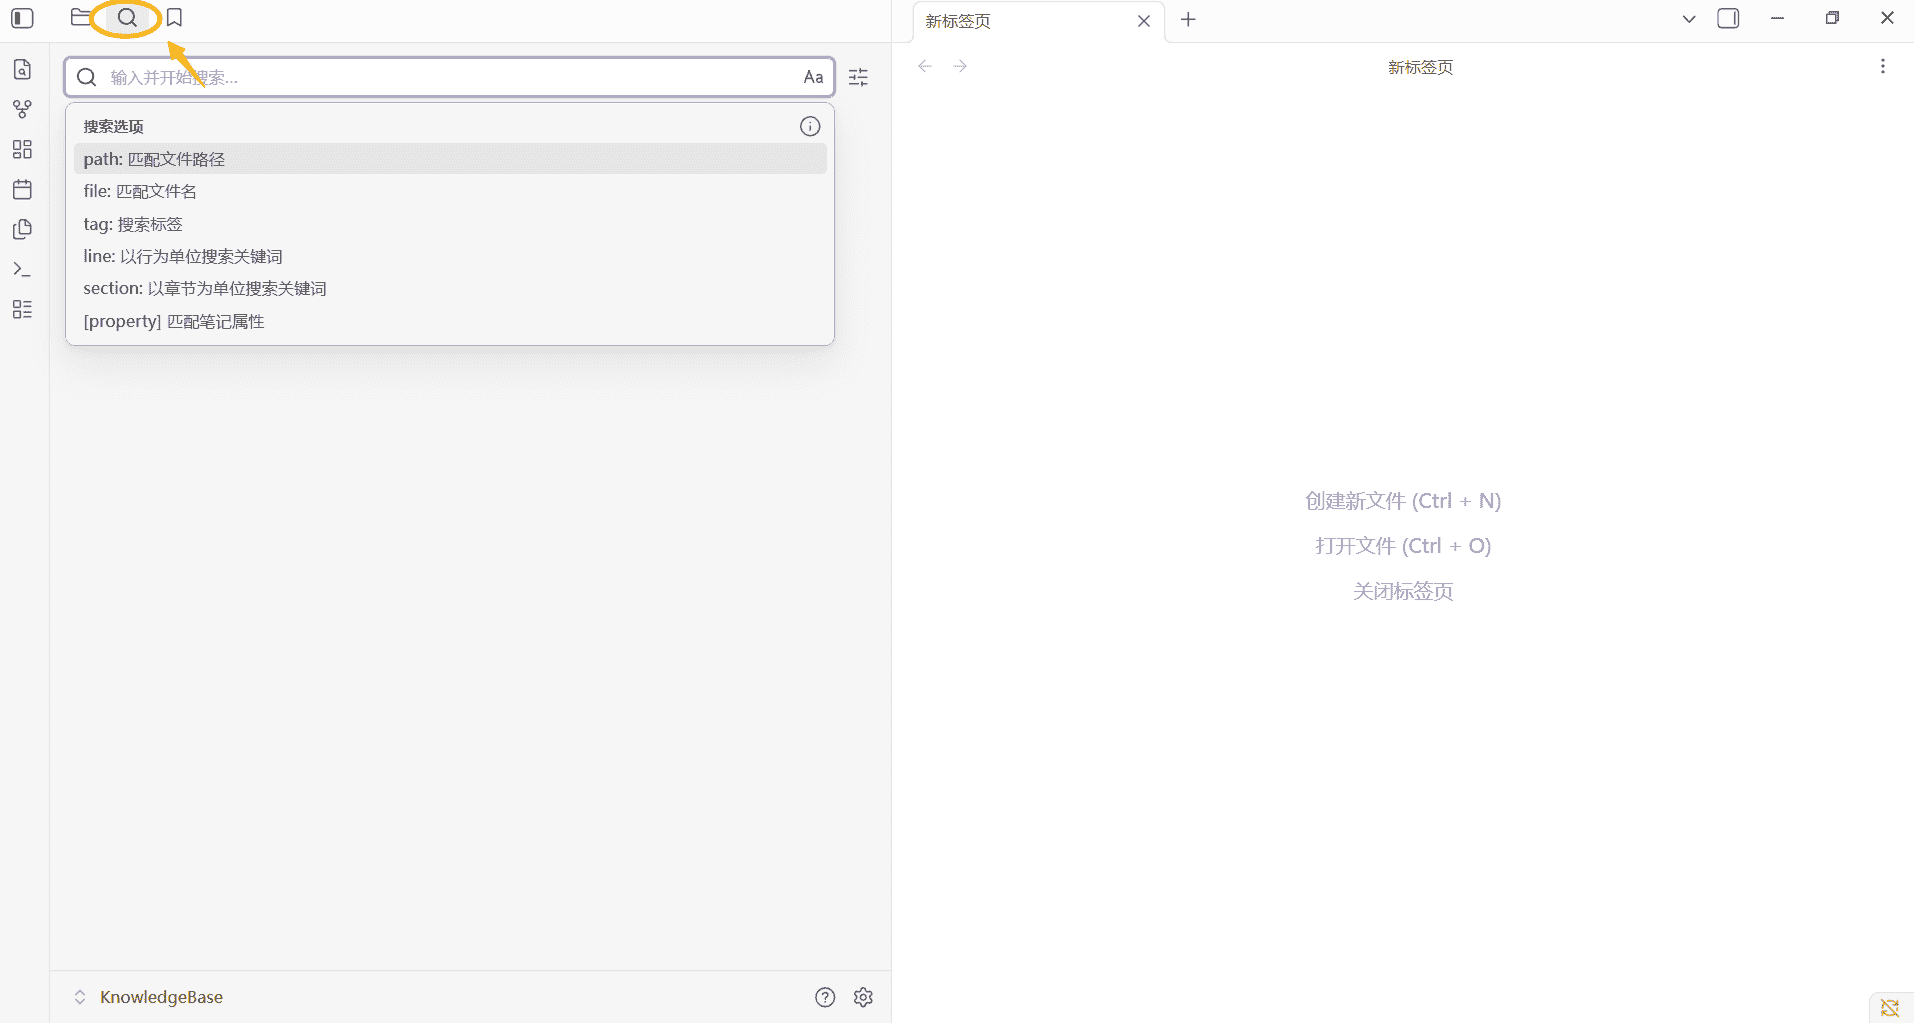 新标签页
输入并开始搜索... Aa
新标签页
搜索选项
path: 匹配文件路径
file: 匹配文件名
tag: 搜索标签
line: 以行为单位搜索关键词
section: 以章节为单位搜索关键词
[property] 匹配笔记属性
创建新文件 (Ctrl + N)
打开文件 (Ctrl + O)
关闭标签页
KnowledgeBase